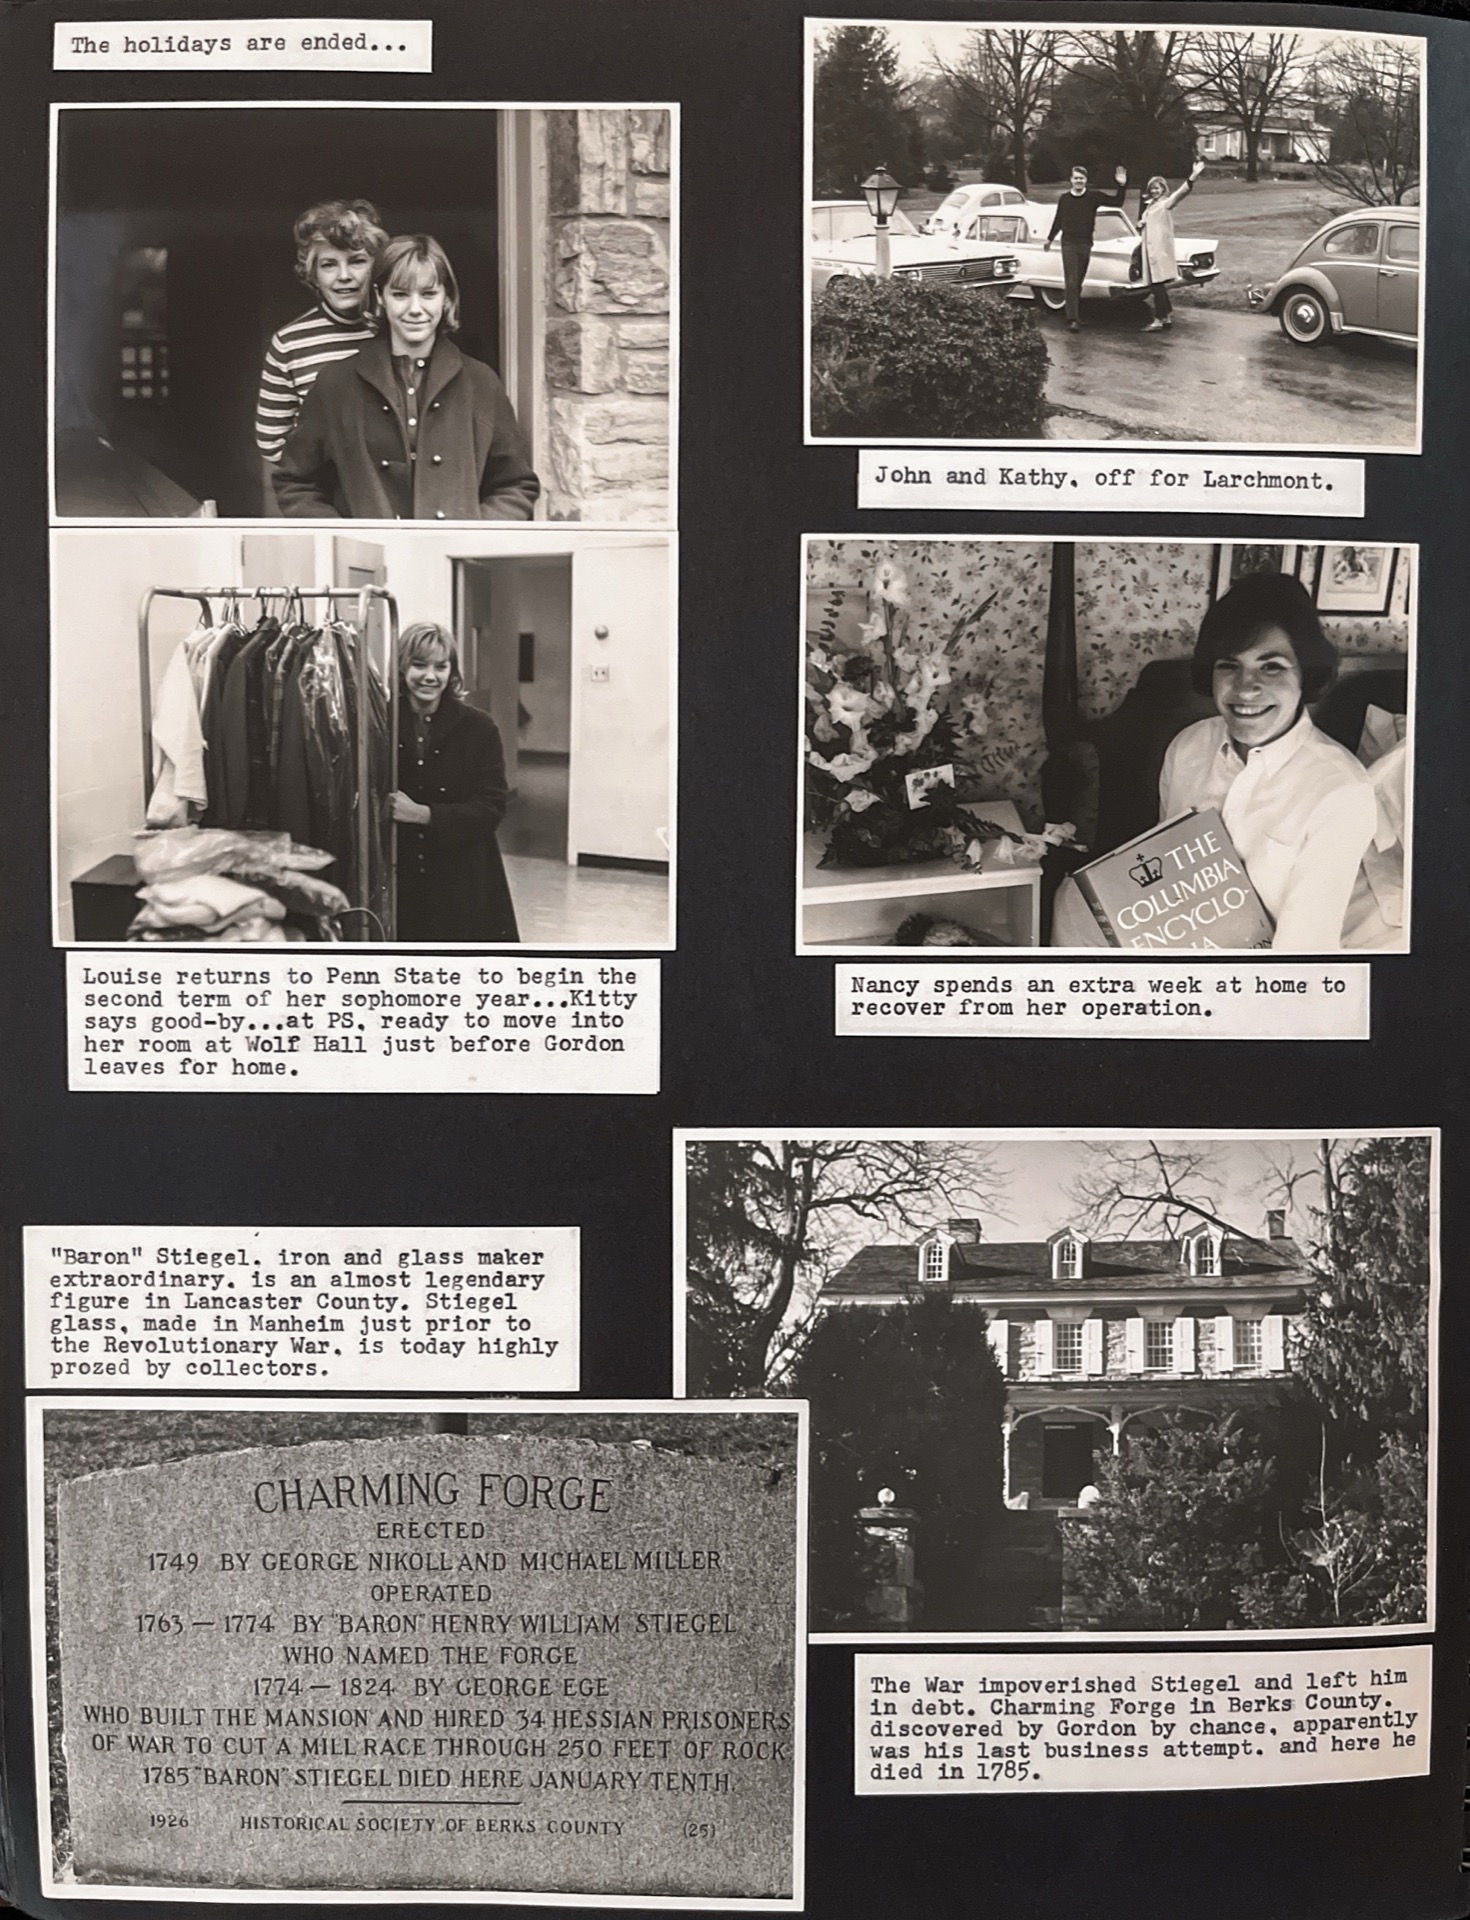 The holidays are ended...
John and Kathy, off for Larchmont.
THE
COLUMBIA
ENCYCLO-
Louise returns to Penn State to begin the
second term of her sophomore year...Kitty
says good-by...at PS, ready to move into
her room at Wolf Hall just before Gordon
leaves for home.
Nancy spends an extra week at home to
recover from her operation.
"Baron" Stiegel, iron and glass maker
extraordinary, is an almost legendary
figure in Lancaster County. Stiegel
glass, made in Manheim just prior to
the Revolutionary War, is today highly
prozed by collectors.
CHARMING FORGE
ERECTED
1749 BY GEORGE NIKOLL AND MICHAEL MILLER
OPERATED
1763 — 1774 BY "BARON" HENRY WILLIAM STIEGEL
WHO NAMED THE FORGE
1774 — 1824 BY GEORGE EGE
WHO BUILT THE MANSION AND HIRED 34 HESSIAN PRISONERS
OF WAR TO CUT A MILL RACE THROUGH 250 FEET OF ROCK
1785 "BARON" STIEGEL DIED HERE JANUARY TENTH.
1926 HISTORICAL SOCIETY OF BERKS COUNTY (25)
The War impoverished Stiegel and left him
in debt. Charming Forge in Berks County,
discovered by Gordon by chance, apparently
was his last business attempt, and here he
died in 1785.